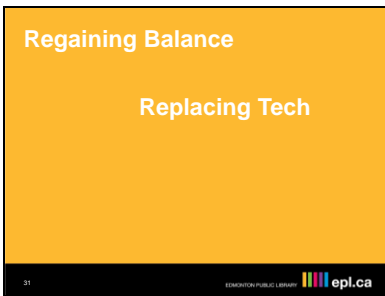 Regaining Balance
Replacing Tech
31
EDMONTON PUBLIC LIBRARY epl.ca